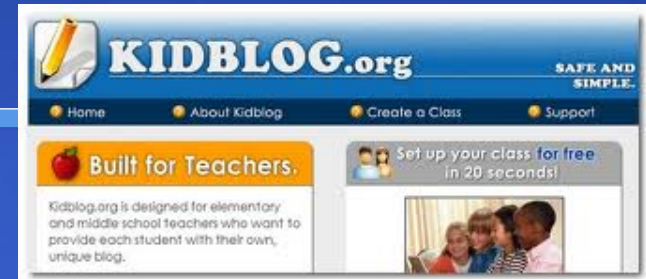 KIDBLOG.org
SAFE AND
SIMPLE.
Home About Kidblog Create a Class Support
Built for Teachers.
Kidblog.org is designed for elementary
and middle school teachers who want to
provide each student with their own,
unique blog.
Set up your class for free
in 20 seconds!